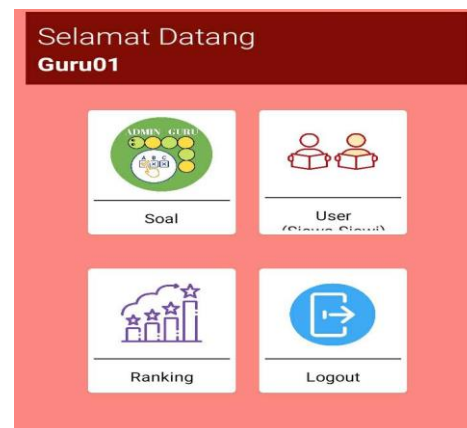 Selamat Datang
Guru01
ADMIN GURU
A B C
Soal
User
Ranking
Logout